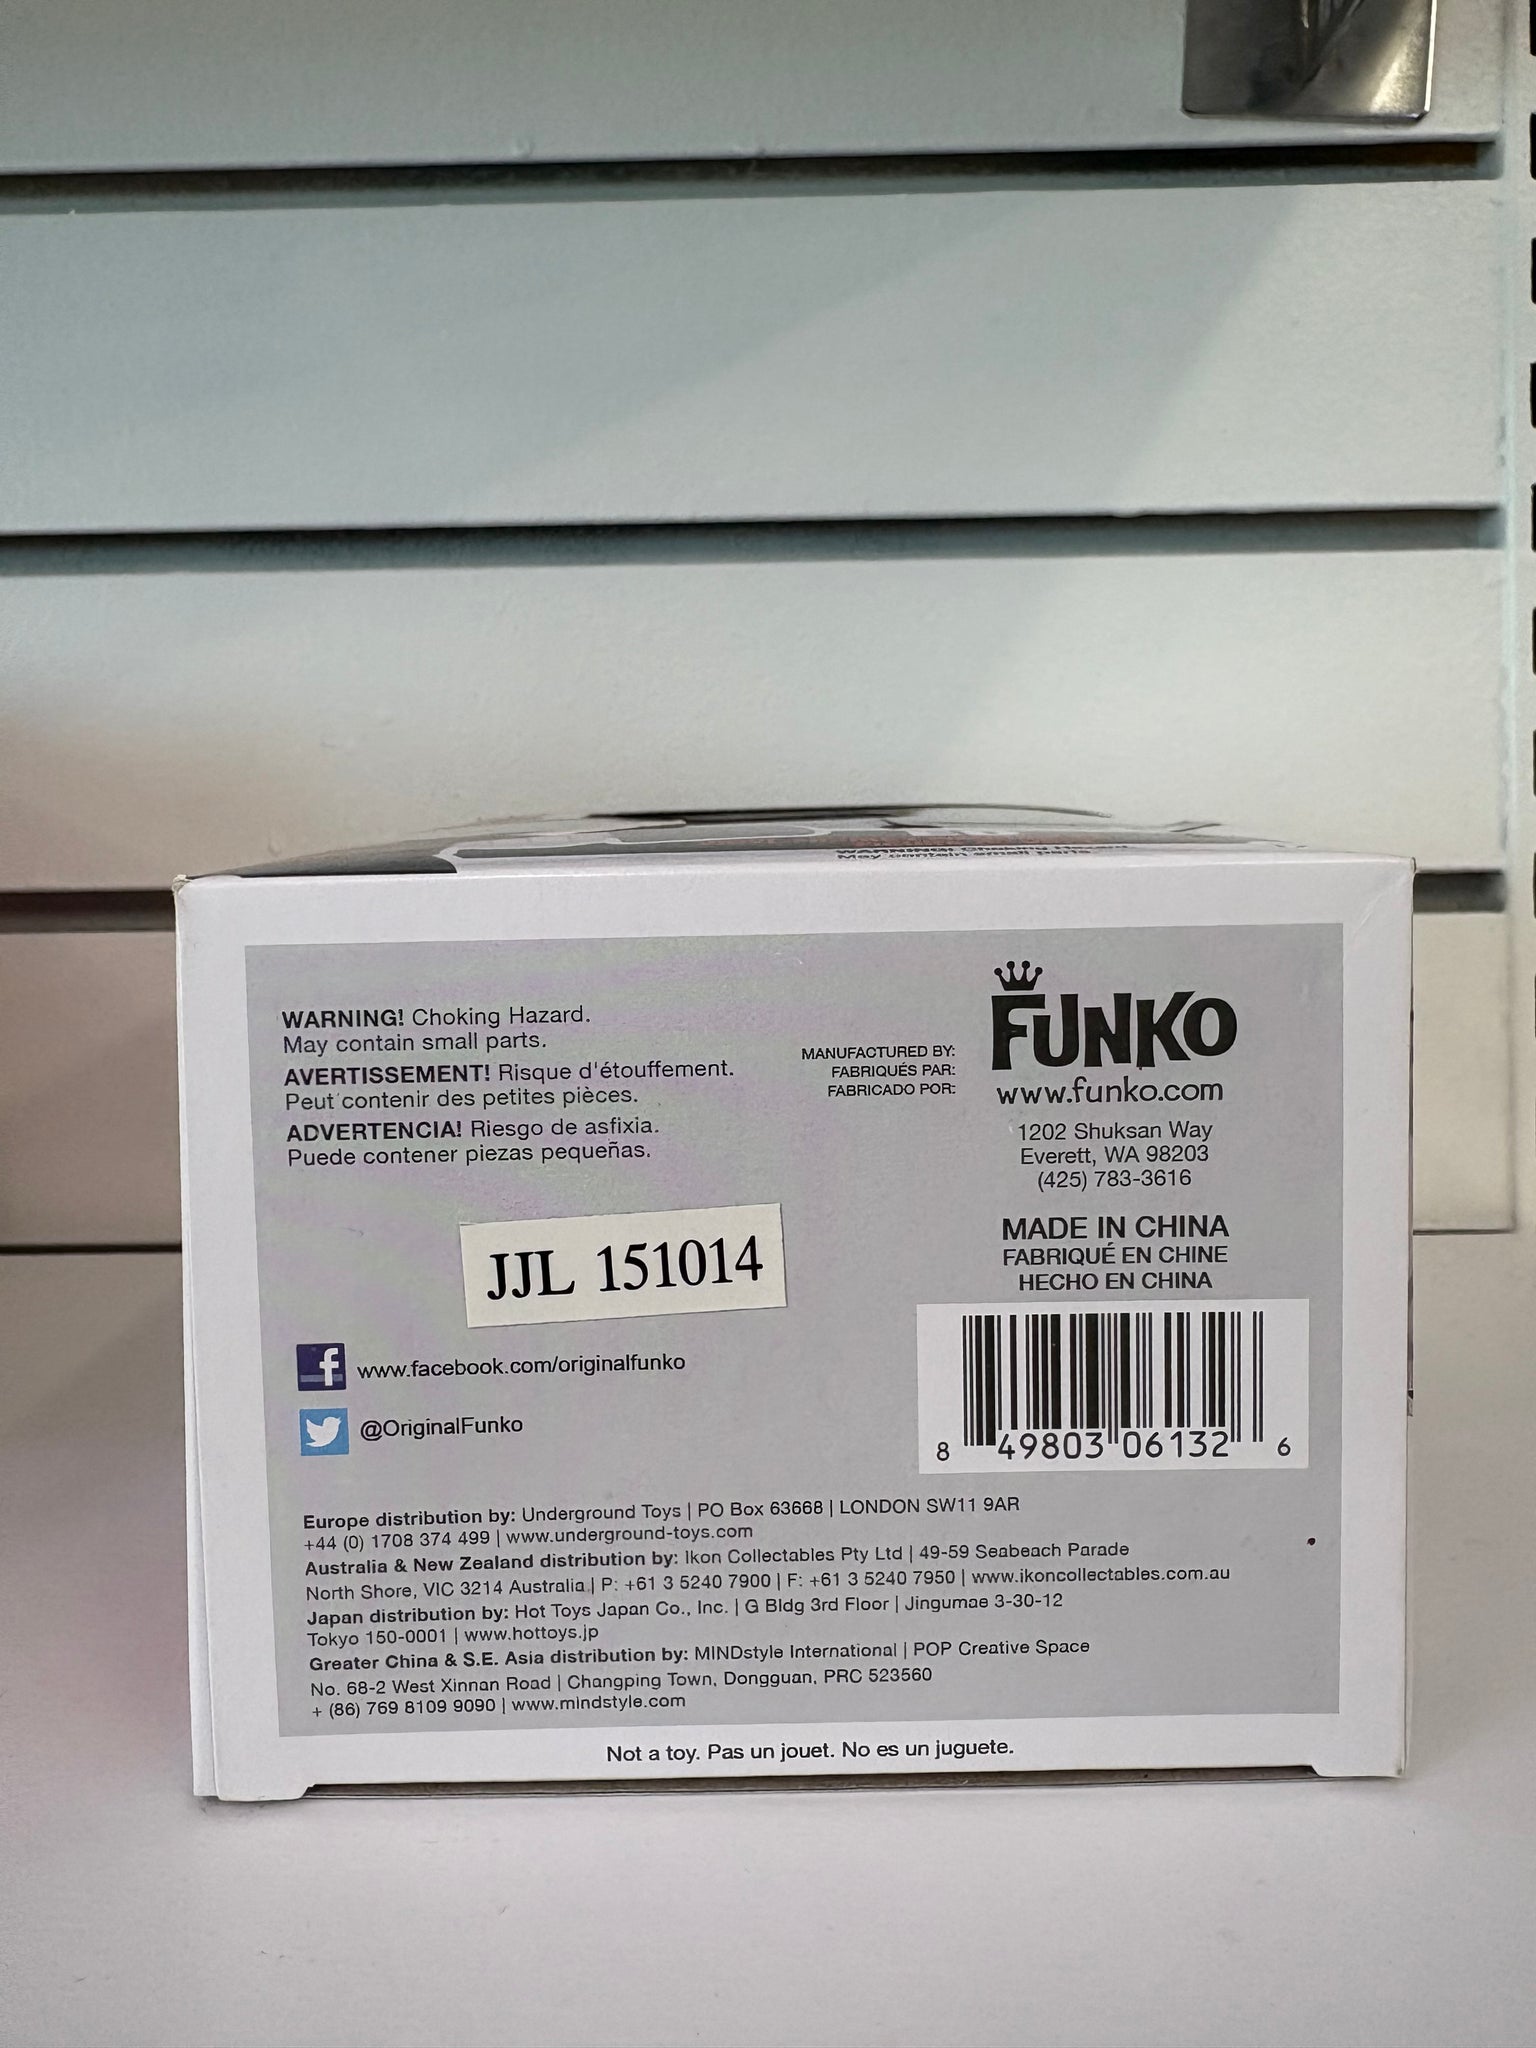 WARNING! Choking Hazard.
May contain small parts.
WARNING! Choking Hazard.
May contain small parts.
AVERTISSEMENT! Risque d'étouffement.
Peut contenir des petites pièces.
ADVERTENCIA! Riesgo de asfixia.
Puede contener piezas pequeñas.
MANUFACTURED BY:
FABRIQUÉS PAR:
FABRICADO POR:
FUNKO
www.funko.com
1202 Shuksan Way
Everett, WA 98203
(425) 783-3616
MADE IN CHINA
FABRIQUÉ EN CHINE
HECHO EN CHINA
JJL 151014
www.facebook.com/originalfunko
@OriginalFunko
8 49803 06132 6
Europe distribution by: Underground Toys | PO Box 63668 | LONDON SW11 9AR
+44 (0) 1708 374 499 | www.underground-toys.com
Australia & New Zealand distribution by: Ikon Collectables Pty Ltd | 49-59 Seabeach Parade
North Shore, VIC 3214 Australia | P: +61 3 5240 7900 | F: +61 3 5240 7950 | www.ikoncollectables.com.au
Japan distribution by: Hot Toys Japan Co., Inc. | G Bldg 3rd Floor | Jingumae 3-30-12
Tokyo 150-0001 | www.hottoys.jp
Greater China & S.E. Asia distribution by: MINDstyle International | POP Creative Space
No. 68-2 West Xinnan Road | Changping Town, Dongguan, PRC 523560
+ (86) 769 8109 9090 | www.mindstyle.com
Not a toy. Pas un jouet. No es un juguete.